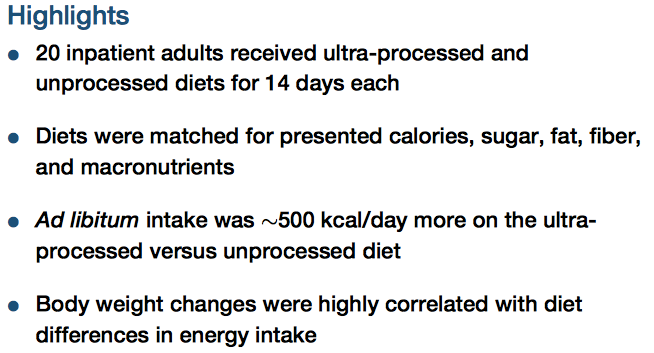 Highlights
● 20 inpatient adults received ultra-processed and
unprocessed diets for 14 days each
● Diets were matched for presented calories, sugar, fat, fiber,
and macronutrients
● Ad libitum intake was ~500 kcal/day more on the ultra-
processed versus unprocessed diet
● Body weight changes were highly correlated with diet
differences in energy intake